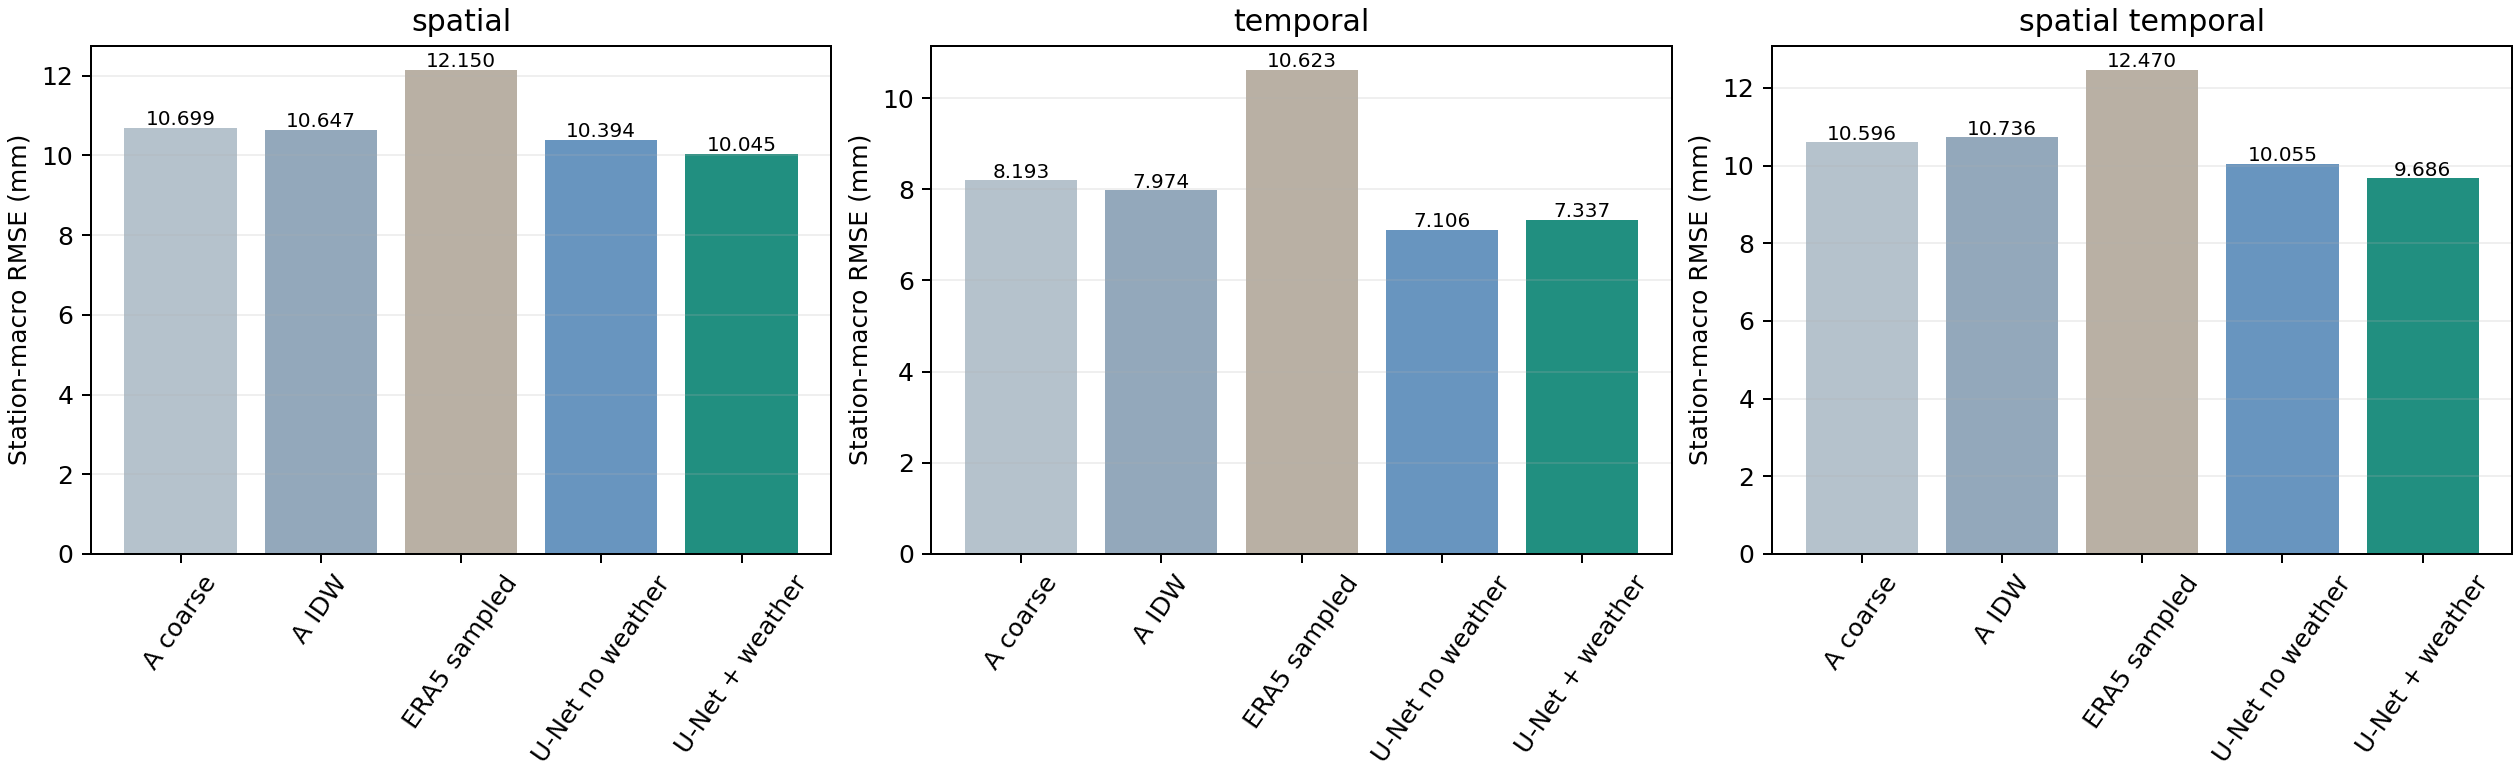 spatial
Station-macro RMSE (mm)
12
10
8
6
4
2
0
10.699
10.647
12.150
10.394
10.045
A coarse
A IDW
ERA5 sampled
U-Net no weather
U-Net + weather
temporal
Station-macro RMSE (mm)
10
8
6
4
2
0
8.193
7.974
10.623
7.106
7.337
A coarse
A IDW
ERA5 sampled
U-Net no weather
U-Net + weather
spatial temporal
Station-macro RMSE (mm)
12
10
8
6
4
2
0
10.596
10.736
12.470
10.055
9.686
A coarse
A IDW
ERA5 sampled
U-Net no weather
U-Net + weather